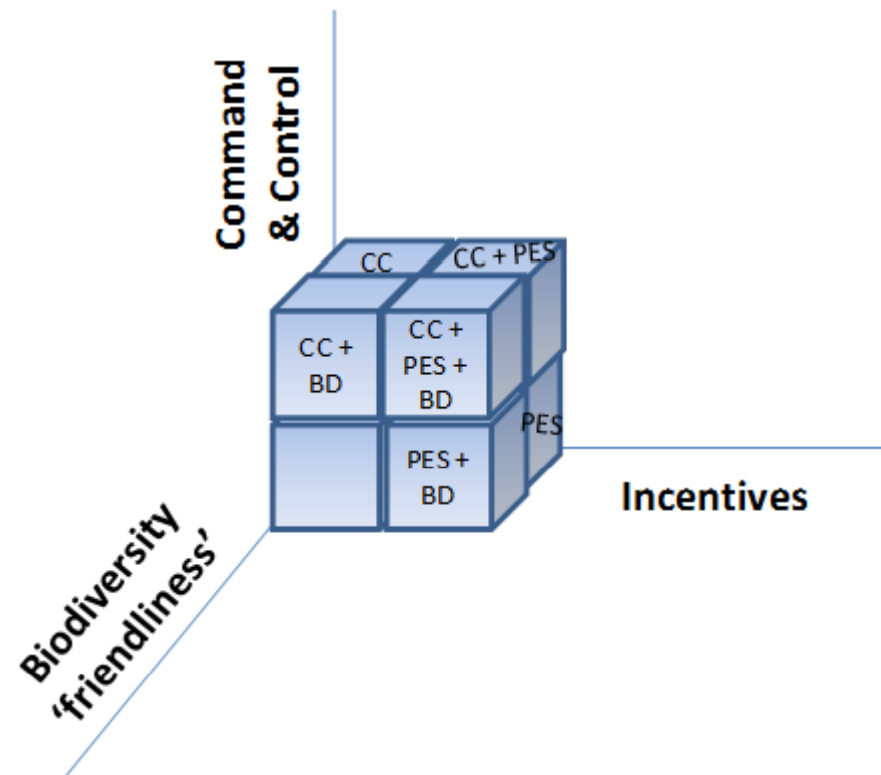 Command
& Control
CC
CC + PES
CC +
BD
CC +
PES +
BD
PES
PES +
BD
Incentives
Biodiversity
‘friendliness’